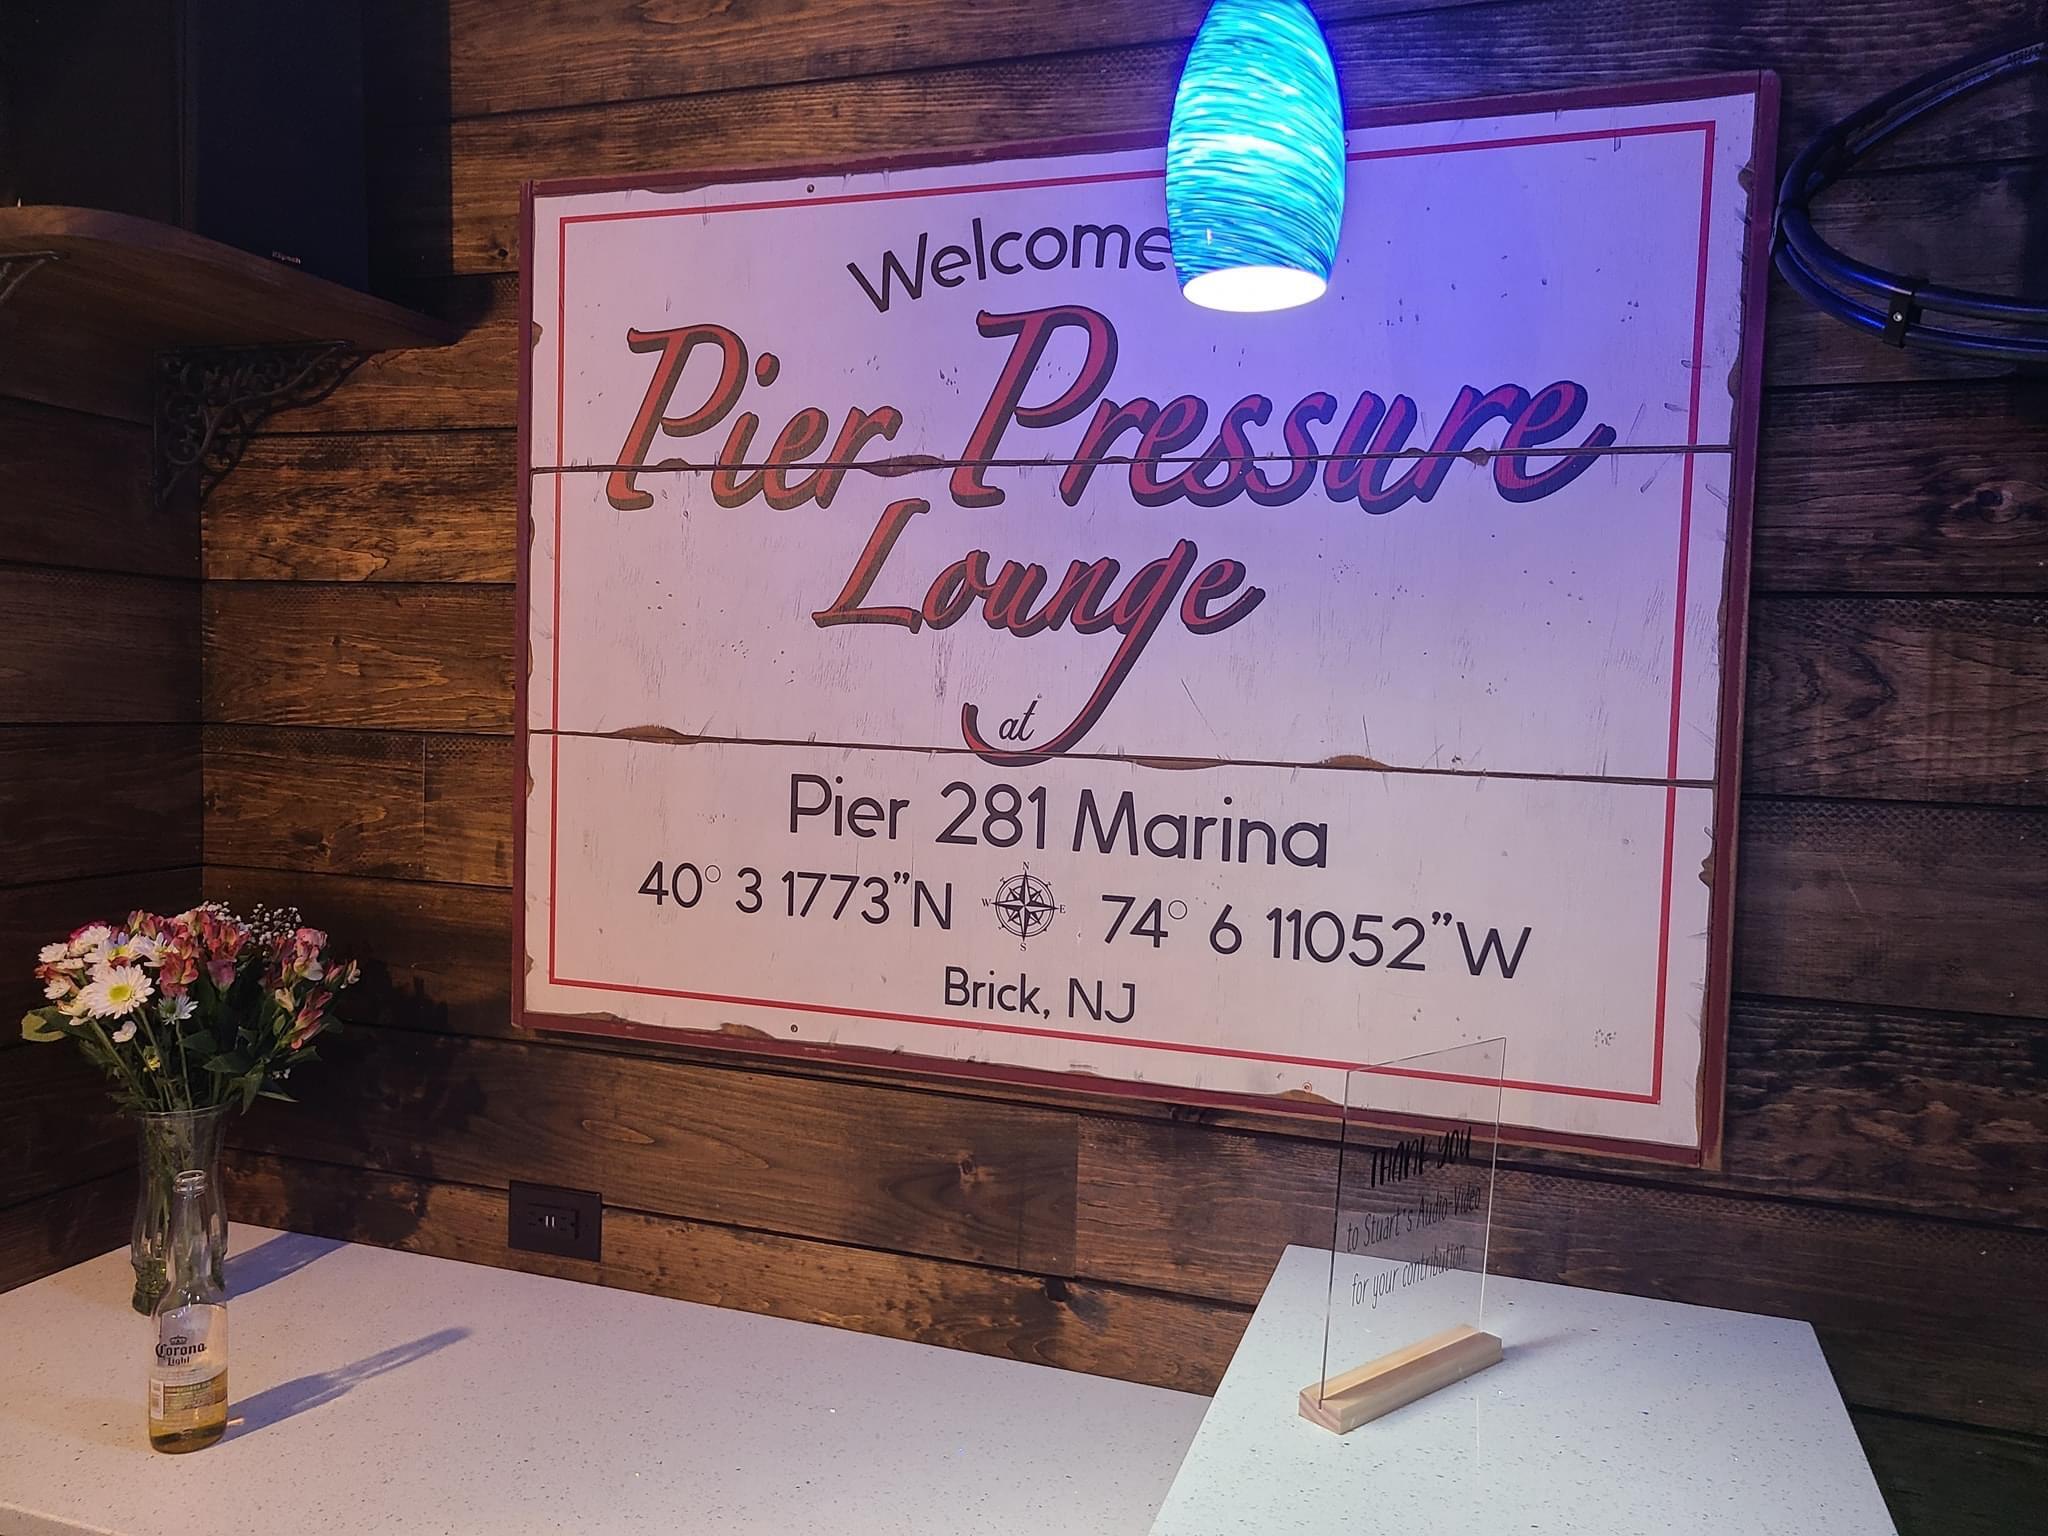 Welcome
Pier Pressure
Lounge
at
Pier 281 Marina
40° 3 1773"N
N
W E
S
74° 6 11052"W
Brick, NJ
THANK YOU
to Stuart's Audio-Video
for your contribution.
Corona
Light
Klipsch